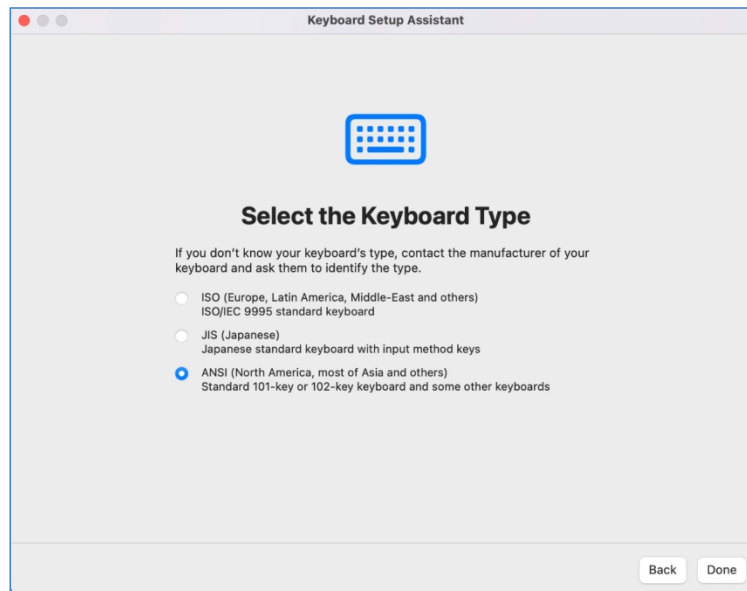 Keyboard Setup Assistant
Select the Keyboard Type
If you don't know your keyboard's type, contact the manufacturer of your
keyboard and ask them to identify the type.
ISO (Europe, Latin America, Middle-East and others)
ISO/IEC 9995 standard keyboard
JIS (Japanese)
Japanese standard keyboard with input method keys
ANSI (North America, most of Asia and others)
Standard 101-key or 102-key keyboard and some other keyboards
Back Done